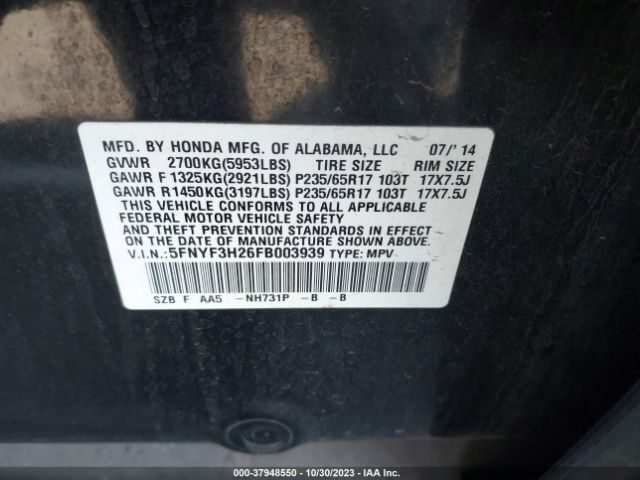 MFD. BY HONDA MFG. OF ALABAMA, LLC 07/' 14
GVWR 2700KG(5953LBS) TIRE SIZE RIM SIZE
GAWR F 1325KG(2921LBS) P235/65R17 103T 17X7.5J
GAWR R 1450KG(3197LBS) P235/65R17 103T 17X7.5J
THIS VEHICLE CONFORMS TO ALL APPLICABLE
FEDERAL MOTOR VEHICLE SAFETY
AND THEFT PREVENTION STANDARDS IN EFFECT
ON THE DATE OF MANUFACTURE SHOWN ABOVE.
V.I.N.: 5FNYF3H26FB003939 TYPE: MPV
SZB F AA5 -NH731P -B -B
000-37948550 - 10/30/2023 - IAA Inc.